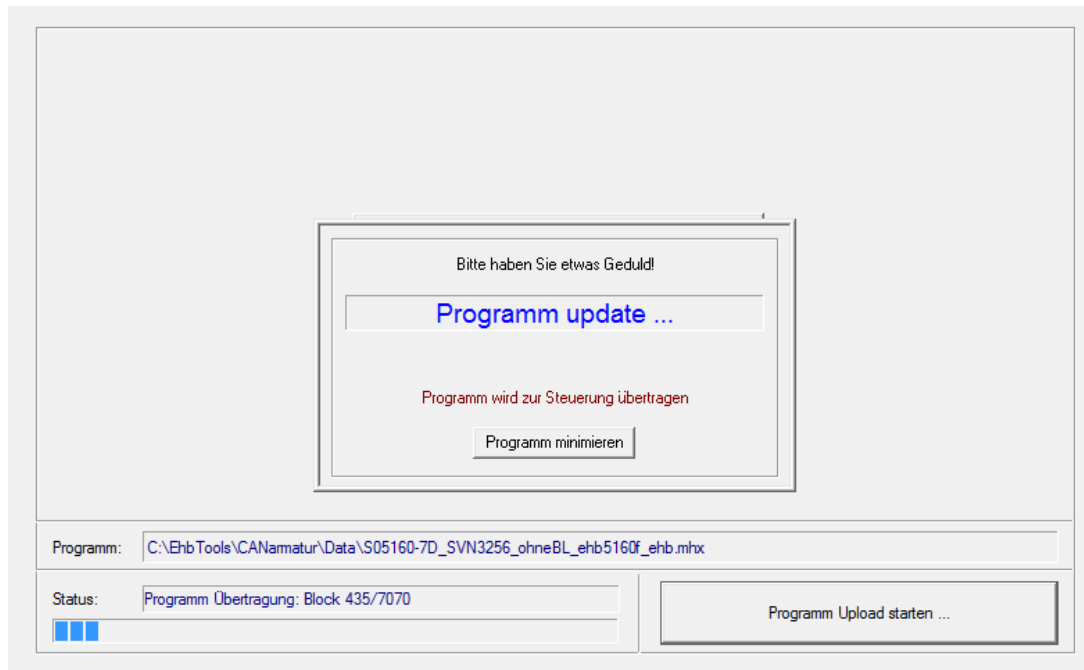 Bitte haben Sie etwas Geduld!
Programm update ...
Programm wird zur Steuerung übertragen
Programm minimieren
Programm: C:\EhbTools\CANarmatur\Data\S05160-7D_SVN3256_ohneBL_ehb5160f_ehb.mhx
Status: Programm Übertragung: Block 435/7070
Programm Upload starten ...